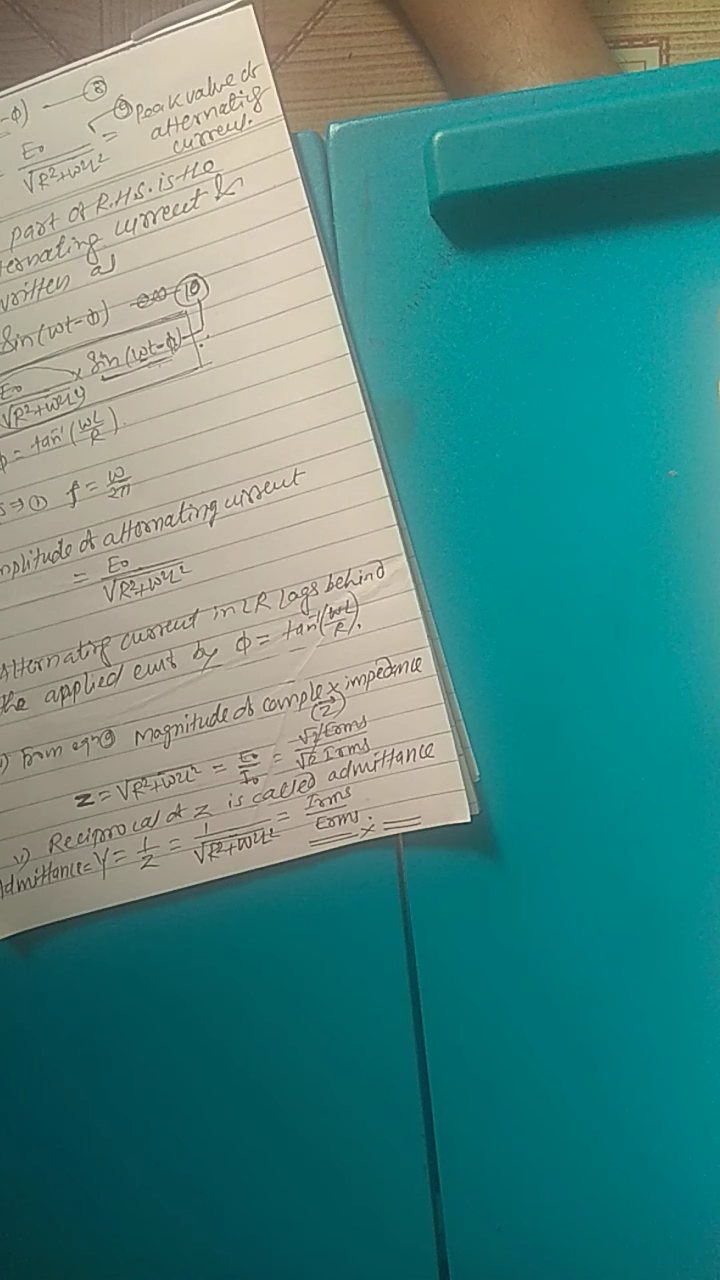 -φ) — ⑧
E₀/√R²+ω²L² = ⑨ Peak value of alternating current.
part of R.H.S. is the
ternating current &
written as
Sin(ωt-φ) — ⑩
E₀/√R²+ω²L² × Sin(ωt-φ)
φ = tan⁻¹(ωL/R).
s ⇒ ① f = ω/2π
mplitude of alternating current
= E₀/√R²+ω²L²
Alternating current in LR lags behind
the applied emf by φ = tan⁻¹(ωL/R).
) From eqn ⑨ Magnitude of complex impedance (Z)
Z = √R²+ω²L² = E₀/I₀ = √2 Erms/√2 Irms
v) Reciprocal of Z is called admittance
Admittance = Y = 1/Z = 1/√R²+ω²L² = Irms/Erms